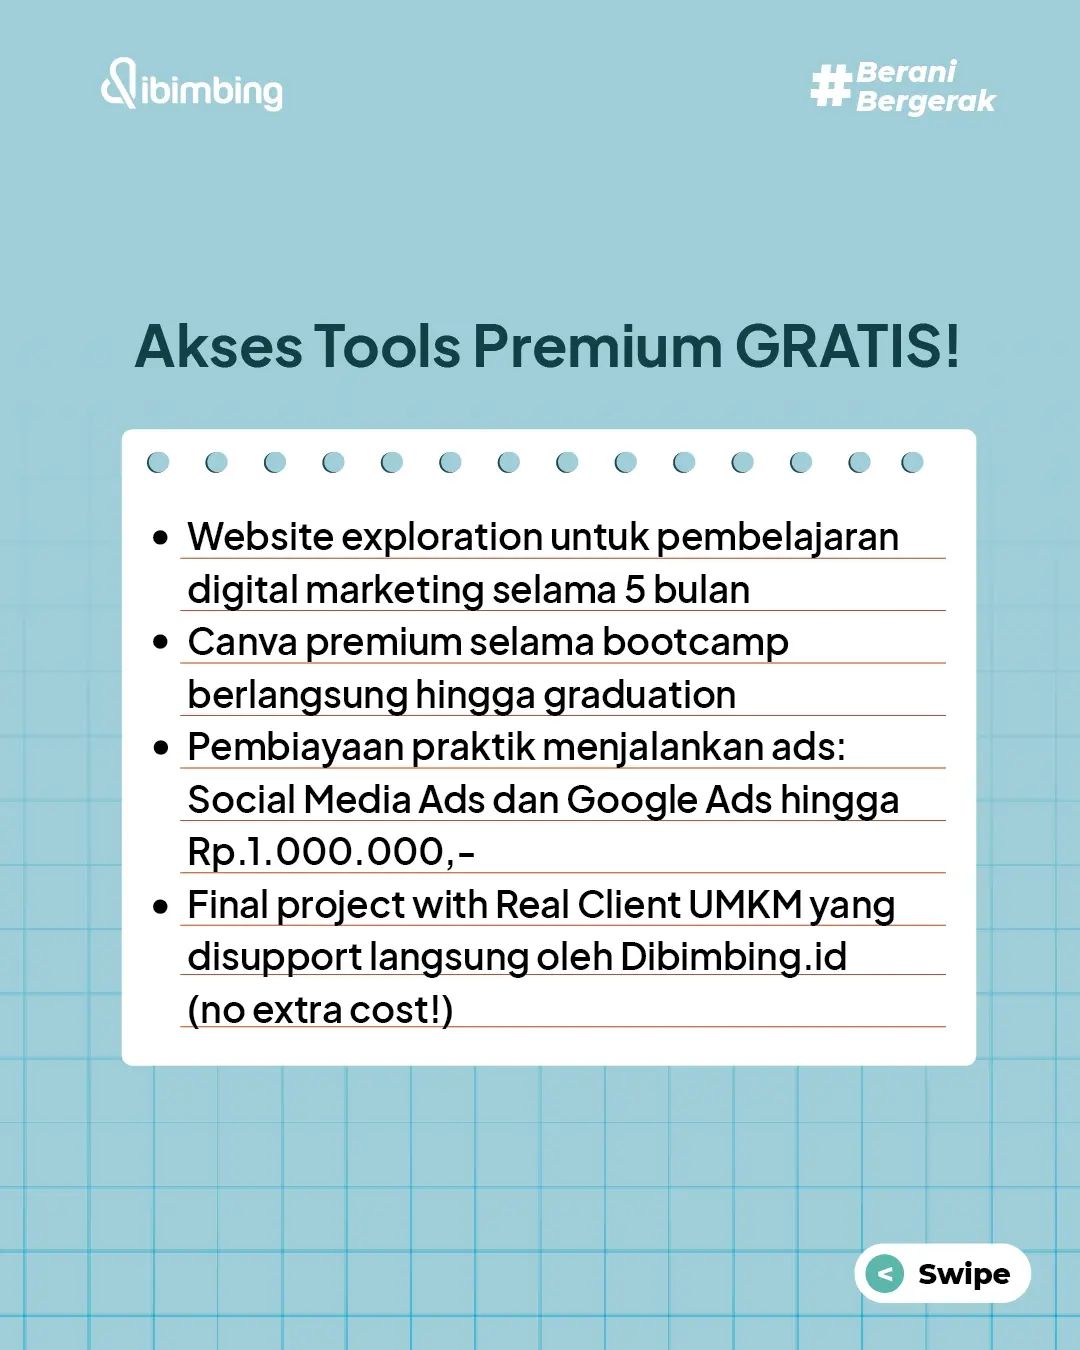 dibimbing
#Berani
Bergerak
Akses Tools Premium GRATIS!
• Website exploration untuk pembelajaran
digital marketing selama 5 bulan
• Canva premium selama bootcamp
berlangsung hingga graduation
• Pembiayaan praktik menjalankan ads:
Social Media Ads dan Google Ads hingga
Rp.1.000.000,-
• Final project with Real Client UMKM yang
disupport langsung oleh Dibimbing.id
(no extra cost!)
< Swipe